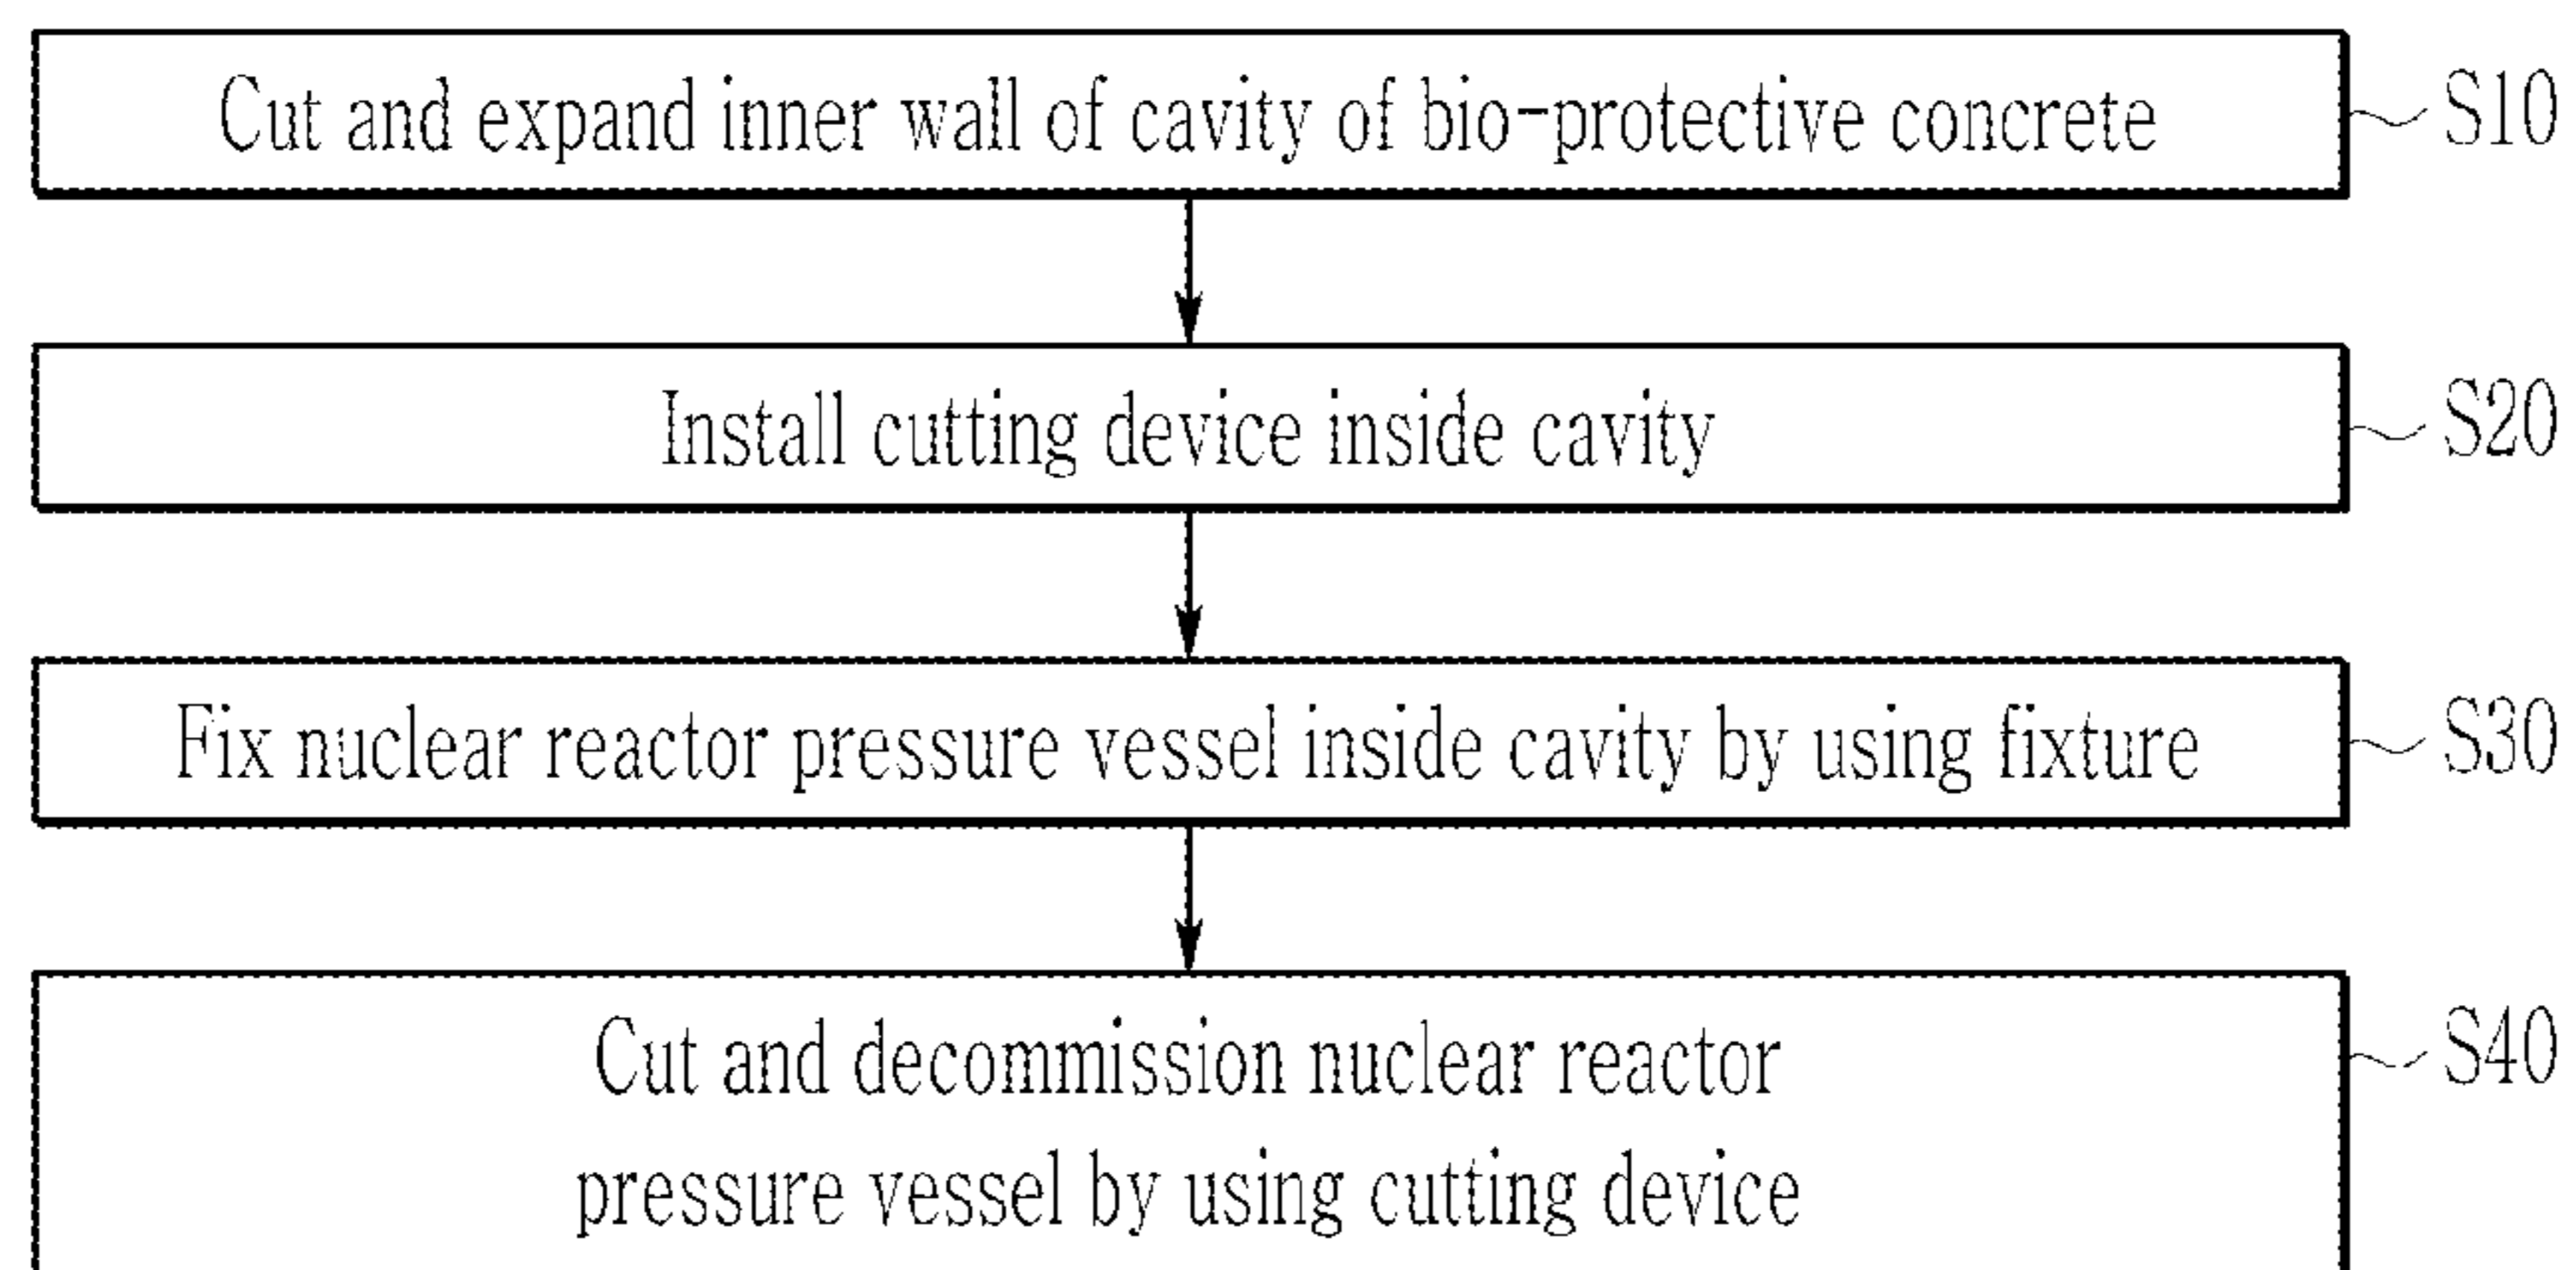 Cut and expand inner wall of cavity of bio-protective concrete
S10
Install cutting device inside cavity
S20
Fix nuclear reactor pressure vessel inside cavity by using fixture
S30
Cut and decommission nuclear reactor
pressure vessel by using cutting device
S40